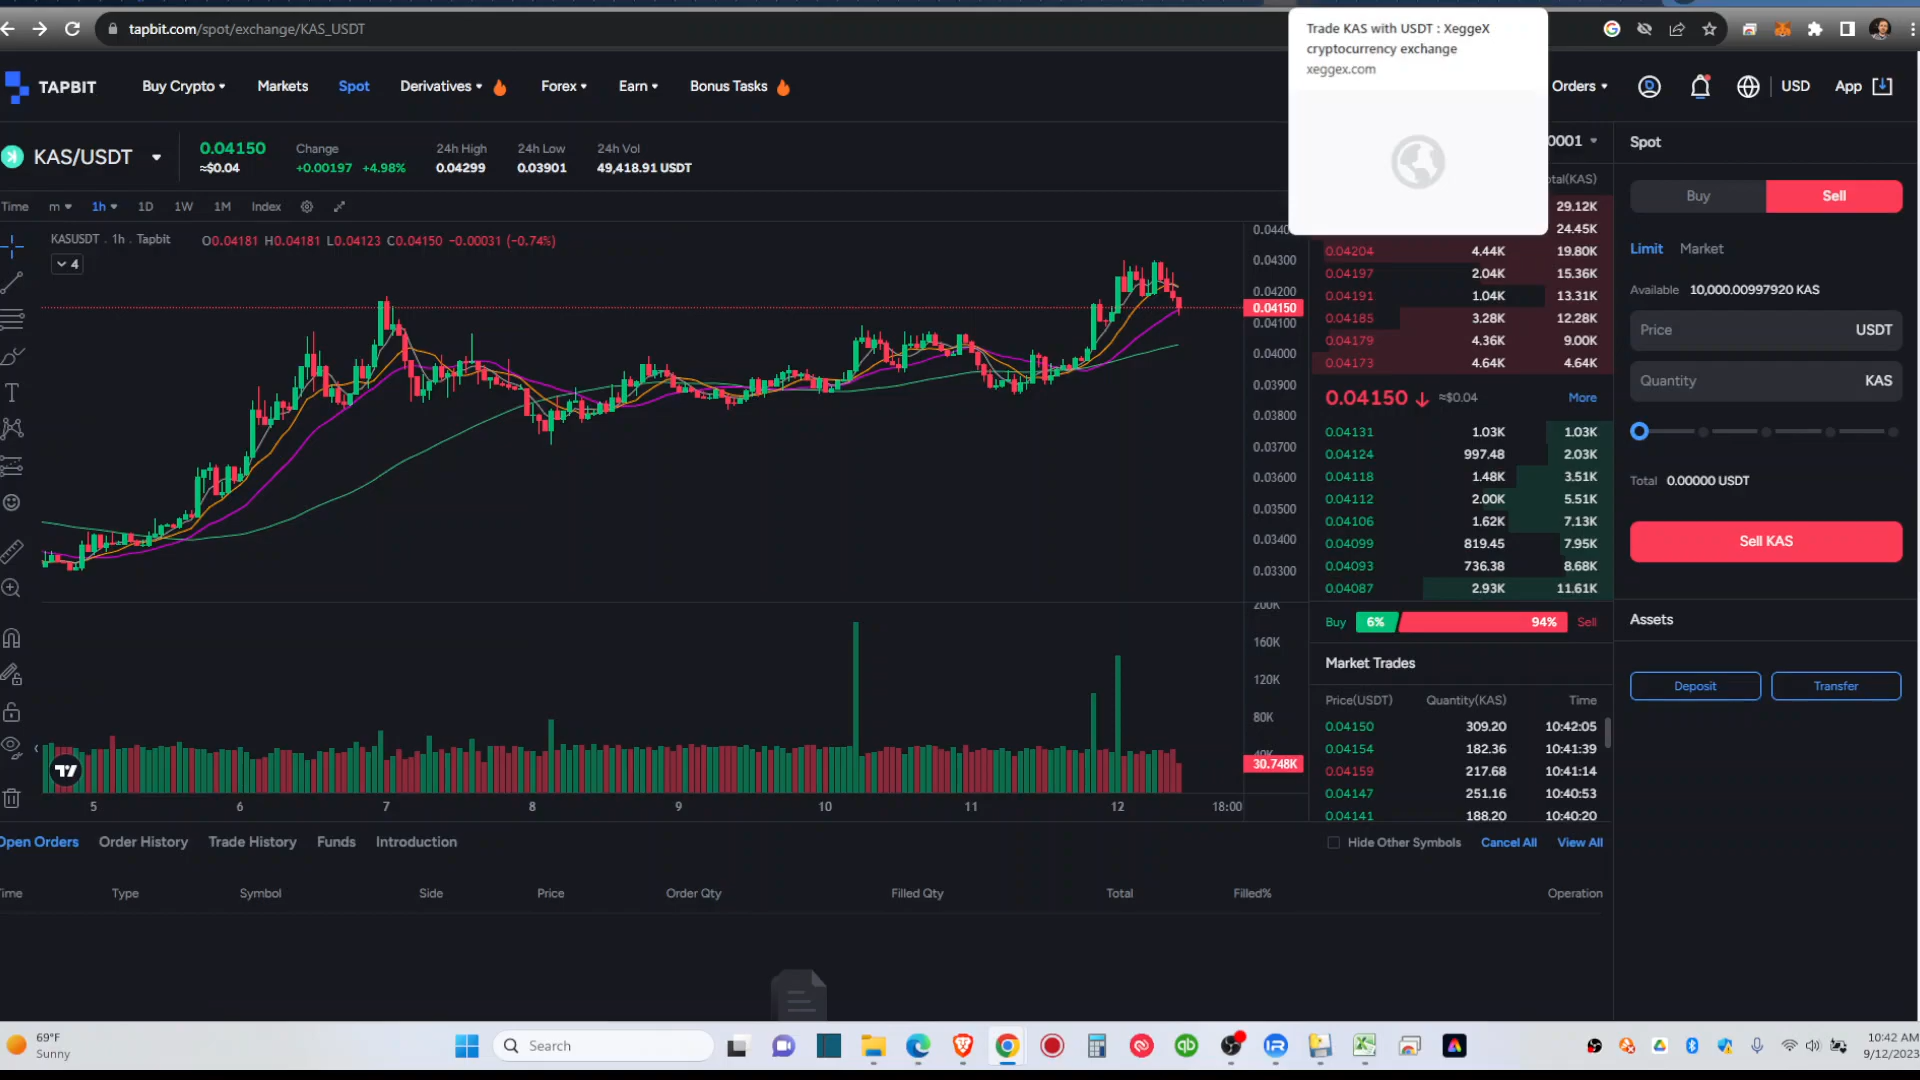 tapbit.com/spot/exchange/KAS_USDT
Trade KAS with USDT : XeggeX
cryptocurrency exchange
xeggex.com
TAPBIT
Buy Crypto
Markets
Spot
Derivatives
Forex
Earn
Bonus Tasks
Orders
USD
App
KAS/USDT
0.04150
≈$0.04
Change
+0.00197 +4.98%
24h High
0.04299
24h Low
0.03901
24h Vol
49,418.91 USDT
0001
Time
m
1h
1D
1W
1M
Index
KASUSDT . 1h . Tapbit
O0.04181 H0.04181 L0.04123 C0.04150 -0.00031 (-0.74%)
4
0.04300
0.04200
0.04150
0.04100
0.04000
0.03900
0.03800
0.03700
0.03600
0.03500
0.03400
0.03300
200K
160K
120K
80K
40K
30.748K
5 6 7 8 9 10 11 12 18:00
29.12K
24.45K
0.04204 4.44K 19.80K
0.04197 2.04K 15.36K
0.04191 1.04K 13.31K
0.04185 3.28K 12.28K
0.04179 4.36K 9.00K
0.04173 4.64K 4.64K
0.04150 ↓ ≈$0.04 More
0.04131 1.03K 1.03K
0.04124 997.48 2.03K
0.04118 1.48K 3.51K
0.04112 2.00K 5.51K
0.04106 1.62K 7.13K
0.04099 819.45 7.95K
0.04093 736.38 8.68K
0.04087 2.93K 11.61K
Buy 6% 94% Sell
Market Trades
Price(USDT) Quantity(KAS) Time
0.04150 309.20 10:42:05
0.04154 182.36 10:41:39
0.04159 217.68 10:41:14
0.04147 251.16 10:40:53
0.04141 188.20 10:40:20
Spot
Buy Sell
Limit Market
Available 10,000.00997920 KAS
Price USDT
Quantity KAS
Total 0.00000 USDT
Sell KAS
Assets
Deposit Transfer
Open Orders
Order History
Trade History
Funds
Introduction
Hide Other Symbols
Cancel All
View All
Type
Symbol
Side
Price
Order Qty
Filled Qty
Total
Filled%
Operation
69°F
Sunny
Search
10:42 AM
9/12/2023